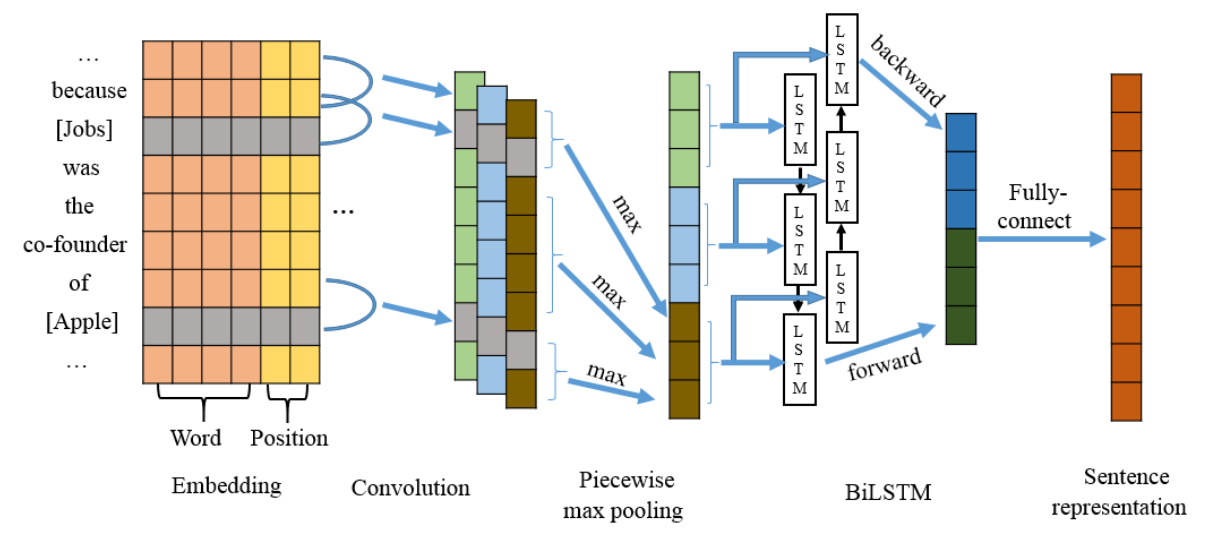 …
because
[Jobs]
was
the
co-founder
of
[Apple]
…
Word
Position
Embedding
...
Convolution
max
max
max
Piecewise
max pooling
LSTM
LSTM
LSTM
LSTM
LSTM
LSTM
backward
forward
BiLSTM
Fully-
connect
Sentence
representation